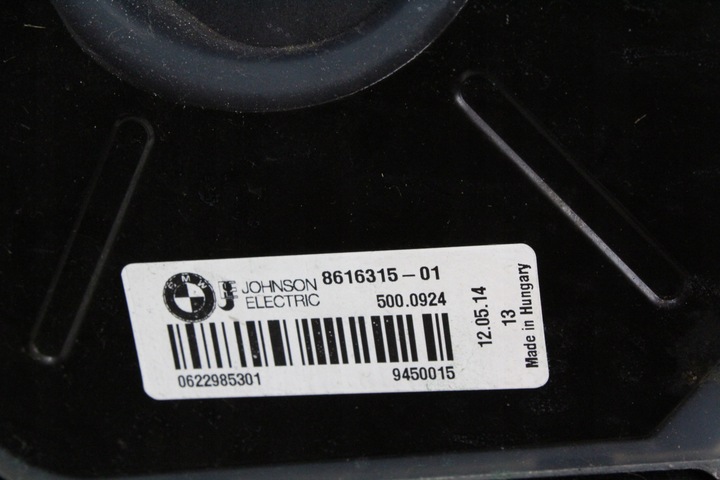 BMW
JOHNSON 8616315-01
ELECTRIC 500.0924
0622985301 9450015
12.05.14
13
Made in Hungary